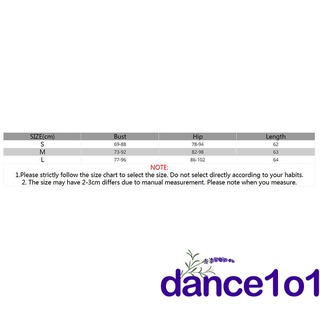 SIZE(cm) Bust Hip Length
S 69-88 78-94 62
M 73-92 82-98 63
L 77-96 86-102 64
NOTE:
1.Please strictly follow the size chart to select the size. Do not select directly according to your habits.
2. The size may have 2-3cm differs due to manual measurement. Please note when you measure.
dance1o1